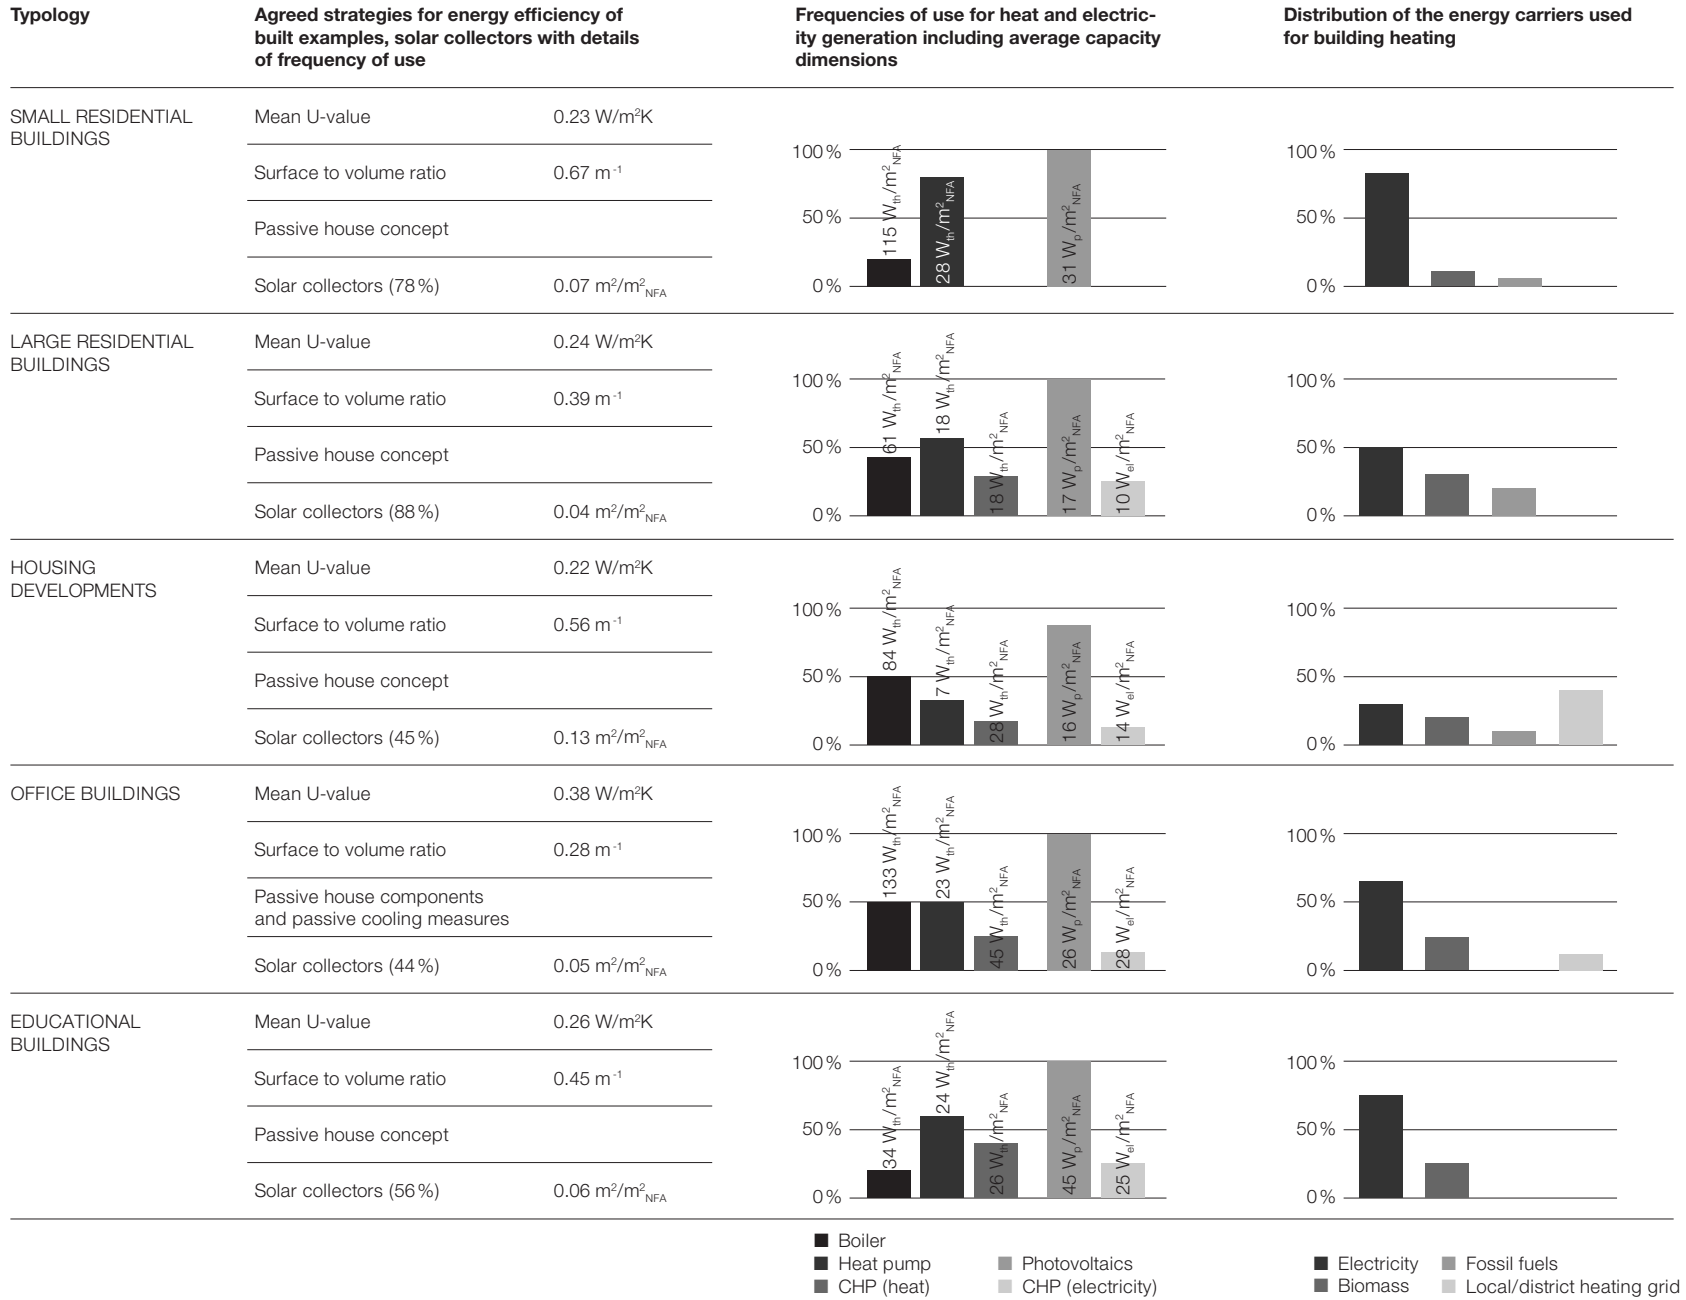 Typology
Agreed strategies for energy efficiency of
built examples, solar collectors with details
of frequency of use
Frequencies of use for heat and electric-
ity generation including average capacity
dimensions
Distribution of the energy carriers used
for building heating
SMALL RESIDENTIAL
BUILDINGS
Mean U-value 0.23 W/m²K
Surface to volume ratio 0.67 m⁻¹
Passive house concept
Solar collectors (78 %) 0.07 m²/m²NFA
100 %
50 %
0 %
115 Wth/m²NFA
28 Wth/m²NFA
31 Wp/m²NFA
100 %
50 %
0 %
LARGE RESIDENTIAL
BUILDINGS
Mean U-value 0.24 W/m²K
Surface to volume ratio 0.39 m⁻¹
Passive house concept
Solar collectors (88 %) 0.04 m²/m²NFA
100 %
50 %
0 %
61 Wth/m²NFA
18 Wth/m²NFA
18 Wth/m²NFA
17 Wp/m²NFA
10 Wel/m²NFA
100 %
50 %
0 %
HOUSING
DEVELOPMENTS
Mean U-value 0.22 W/m²K
Surface to volume ratio 0.56 m⁻¹
Passive house concept
Solar collectors (45 %) 0.13 m²/m²NFA
100 %
50 %
0 %
84 Wth/m²NFA
7 Wth/m²NFA
28 Wth/m²NFA
16 Wp/m²NFA
14 Wel/m²NFA
100 %
50 %
0 %
OFFICE BUILDINGS
Mean U-value 0.38 W/m²K
Surface to volume ratio 0.28 m⁻¹
Passive house components
and passive cooling measures
Solar collectors (44 %) 0.05 m²/m²NFA
100 %
50 %
0 %
133 Wth/m²NFA
23 Wth/m²NFA
45 Wth/m²NFA
26 Wp/m²NFA
28 Wel/m²NFA
100 %
50 %
0 %
EDUCATIONAL
BUILDINGS
Mean U-value 0.26 W/m²K
Surface to volume ratio 0.45 m⁻¹
Passive house concept
Solar collectors (56 %) 0.06 m²/m²NFA
100 %
50 %
0 %
34 Wth/m²NFA
24 Wth/m²NFA
26 Wth/m²NFA
45 Wp/m²NFA
25 Wel/m²NFA
100 %
50 %
0 %
Boiler
Heat pump
CHP (heat)
Photovoltaics
CHP (electricity)
Electricity
Biomass
Fossil fuels
Local/district heating grid